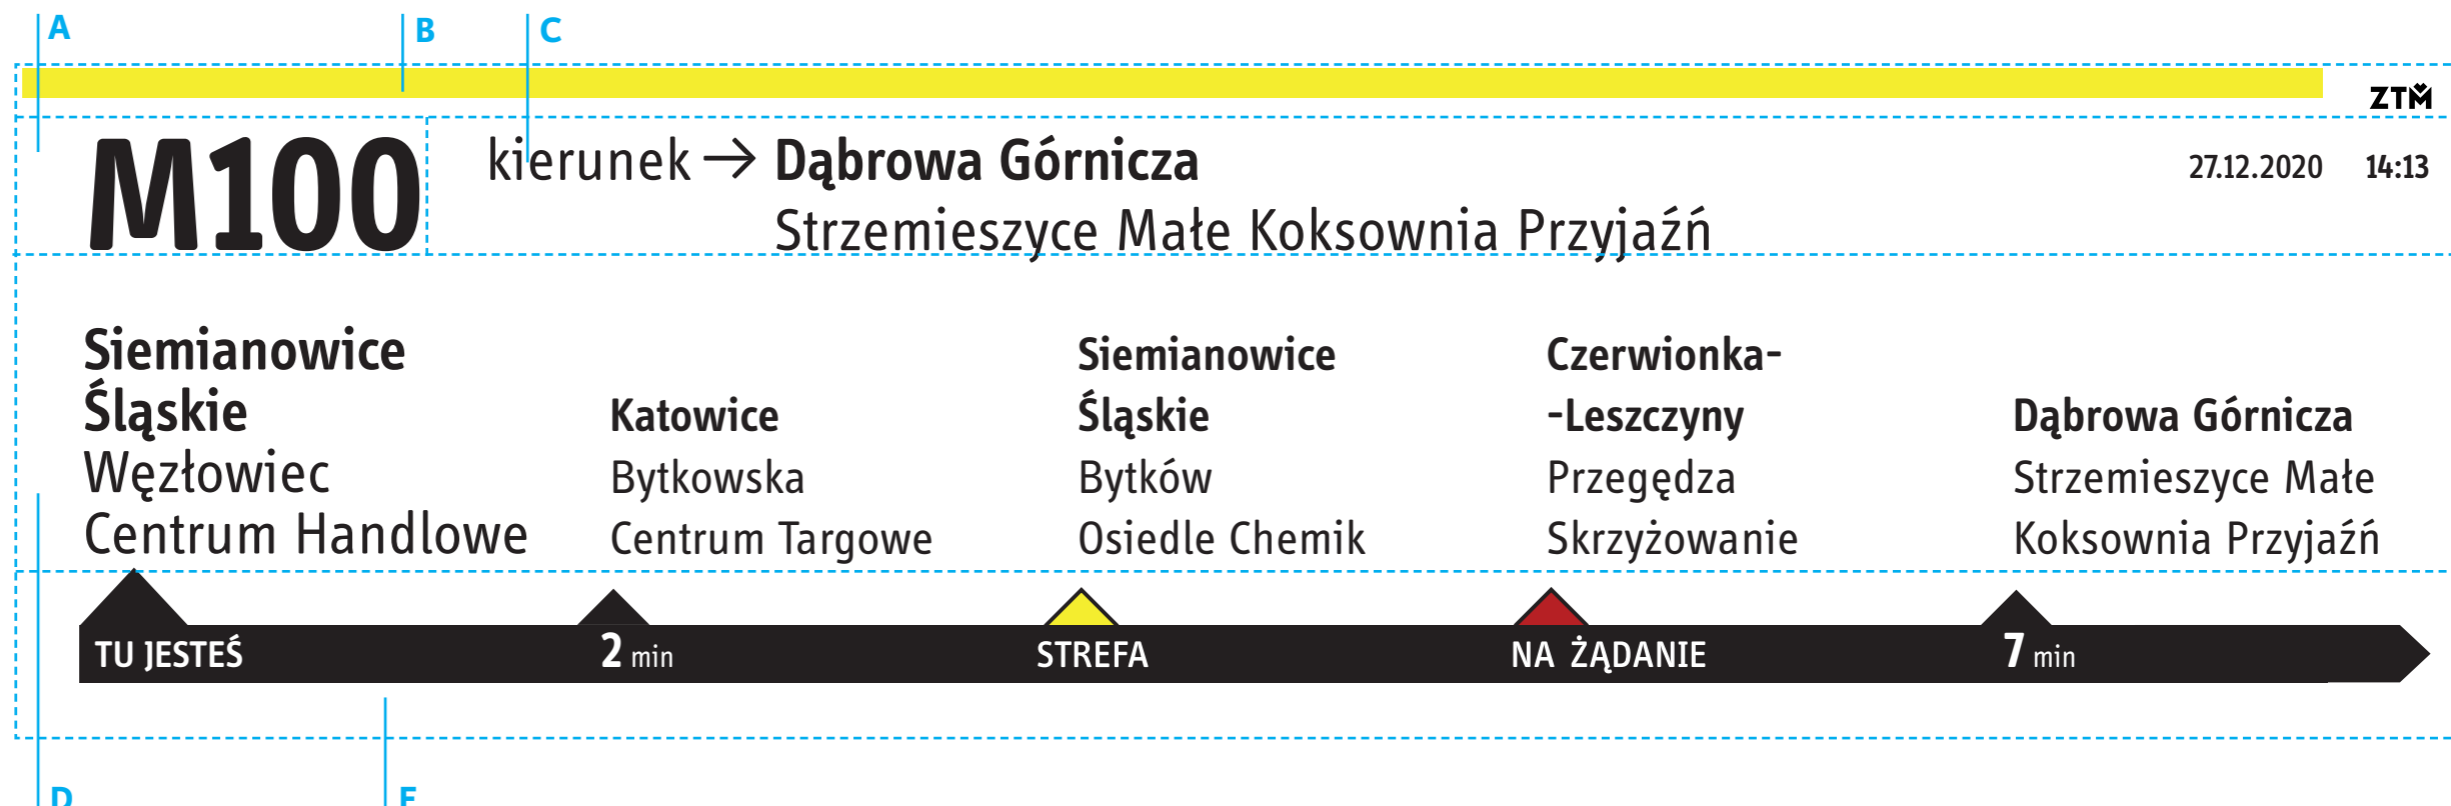 A B C
ZTM
M100 kierunek → Dąbrowa Górnicza 27.12.2020 14:13
Strzemieszyce Małe Koksownia Przyjaźń
Siemianowice
Śląskie
Węzłowiec
Centrum Handlowe
Katowice
Bytkowska
Centrum Targowe
Siemianowice
Śląskie
Bytków
Osiedle Chemik
Czerwionka-
-Leszczyny
Przegędza
Skrzyżowanie
Dąbrowa Górnicza
Strzemieszyce Małe
Koksownia Przyjaźń
TU JESTEŚ 2 min STREFA NA ŻĄDANIE 7 min
D E